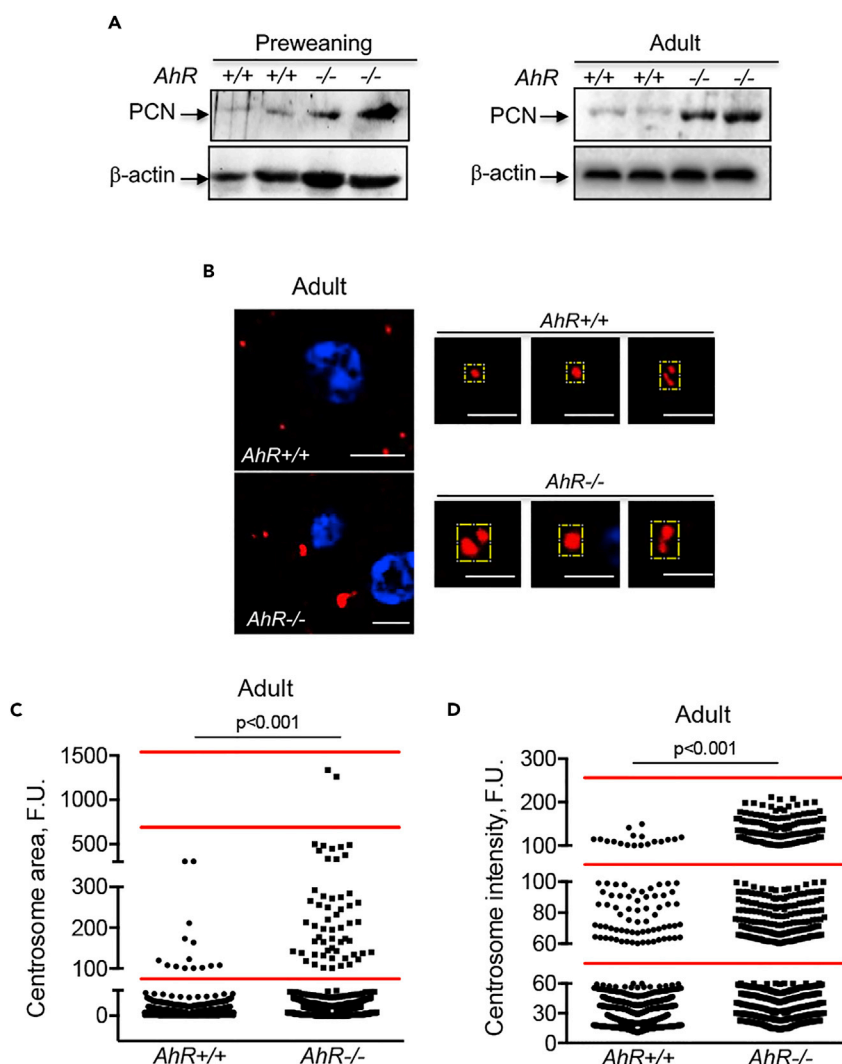 A
Preweaning
AhR +/+ +/+ -/- -/-
PCN
β-actin
Adult
AhR +/+ +/+ -/- -/-
PCN
β-actin
B
Adult
AhR+/+
AhR-/-
AhR+/+
AhR-/-
C
Adult
p<0.001
Centrosome area, F.U.
1500
1000
500
300
200
100
0
AhR+/+ AhR-/-
D
Adult
p<0.001
Centrosome intensity, F.U.
300
200
100
100
80
60
60
30
0
AhR+/+ AhR-/-